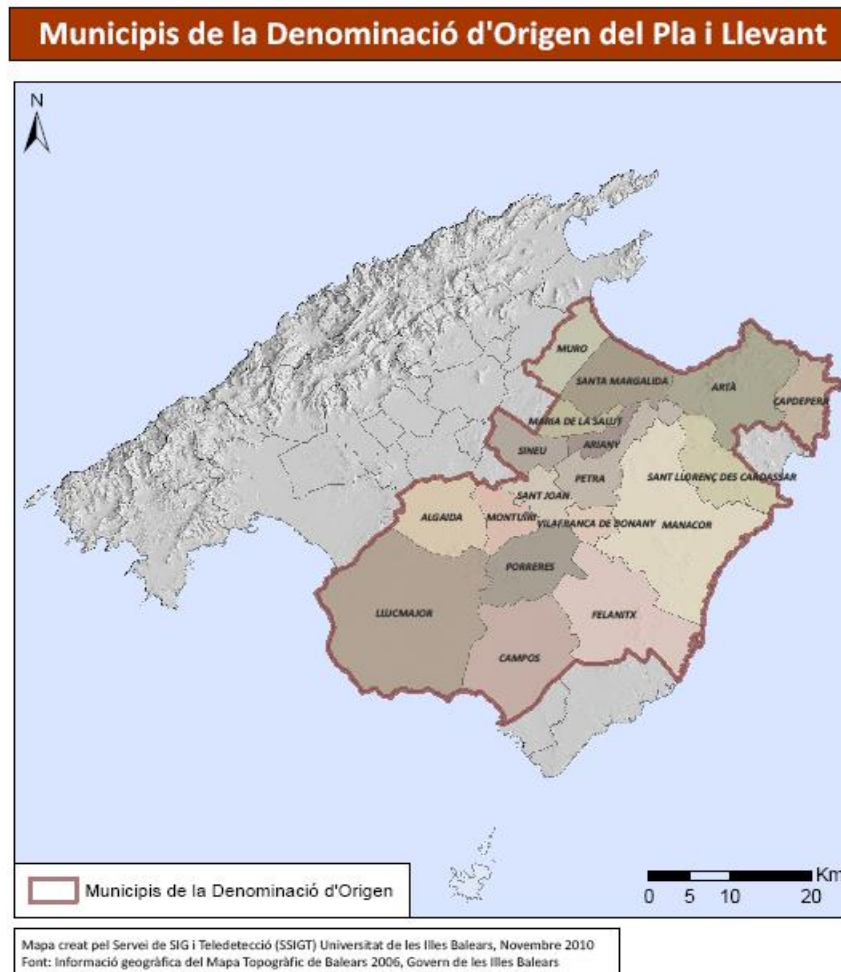 Municipis de la Denominació d'Origen del Pla i Llevant
N
MURO
SANTA MARGALIDA
ARTÀ
CAPDEPERA
MARIA DE LA SALUT
ARIANY
SINEU
PETRA
SANT LLORENÇ DES CARDASSAR
SANT JOAN
ALGAIDA
MONTUÏRI
VILAFRANCA DE BONANY
MANACOR
PORRERES
LLUCMAJOR
FELANITX
CAMPOS
Municipis de la Denominació d'Origen
Km
0 5 10 20
Mapa creat pel Servei de SIG i Teledetecció (SSIGT) Universitat de les Illes Balears, Novembre 2010
Font: Informació geogràfica del Mapa Topogràfic de Balears 2006, Govern de les Illes Balears